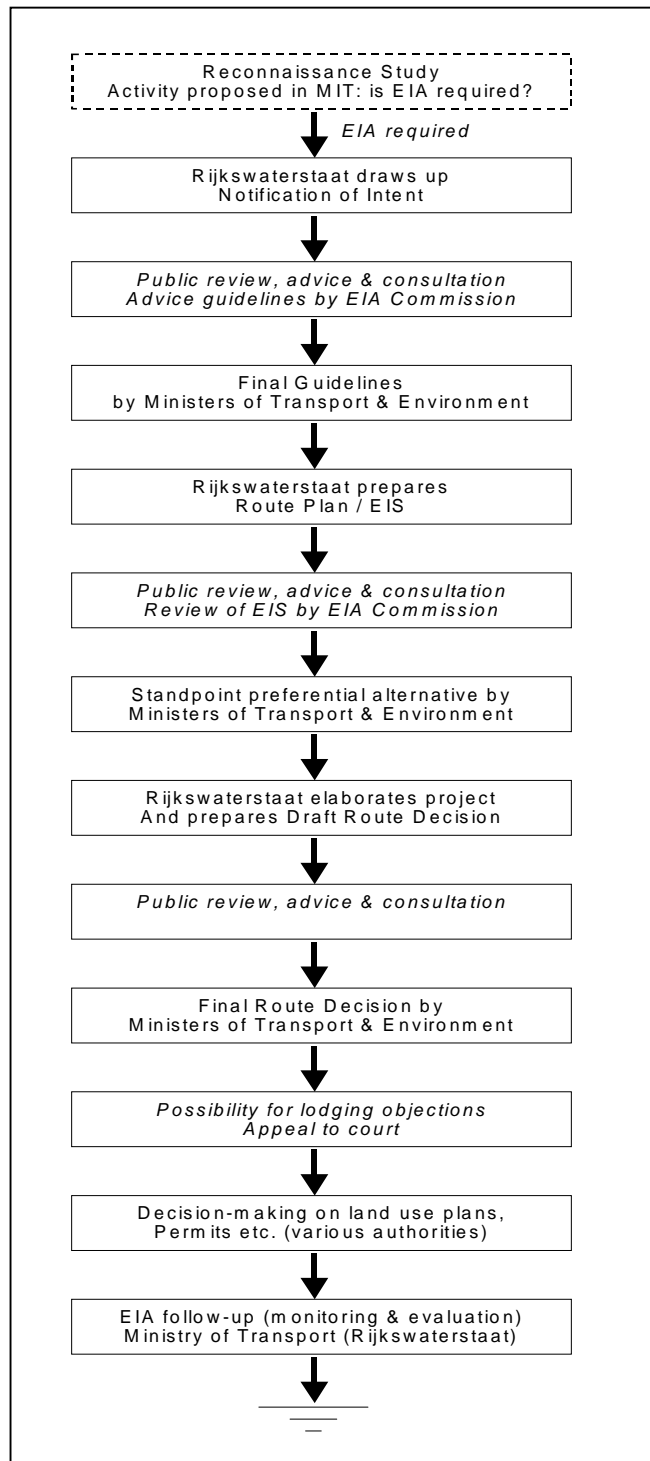 Reconnaissance Study
Activity proposed in MIT: is EIA required?
EIA required
Rijkswaterstaat draws up
Notification of Intent
Public review, advice & consultation
Advice guidelines by EIA Commission
Final Guidelines
by Ministers of Transport & Environment
Rijkswaterstaat prepares
Route Plan / EIS
Public review, advice & consultation
Review of EIS by EIA Commission
Standpoint preferential alternative by
Ministers of Transport & Environment
Rijkswaterstaat elaborates project
And prepares Draft Route Decision
Public review, advice & consultation
Final Route Decision by
Ministers of Transport & Environment
Possibility for lodging objections
Appeal to court
Decision-making on land use plans,
Permits etc. (various authorities)
EIA follow-up (monitoring & evaluation)
Ministry of Transport (Rijkswaterstaat)